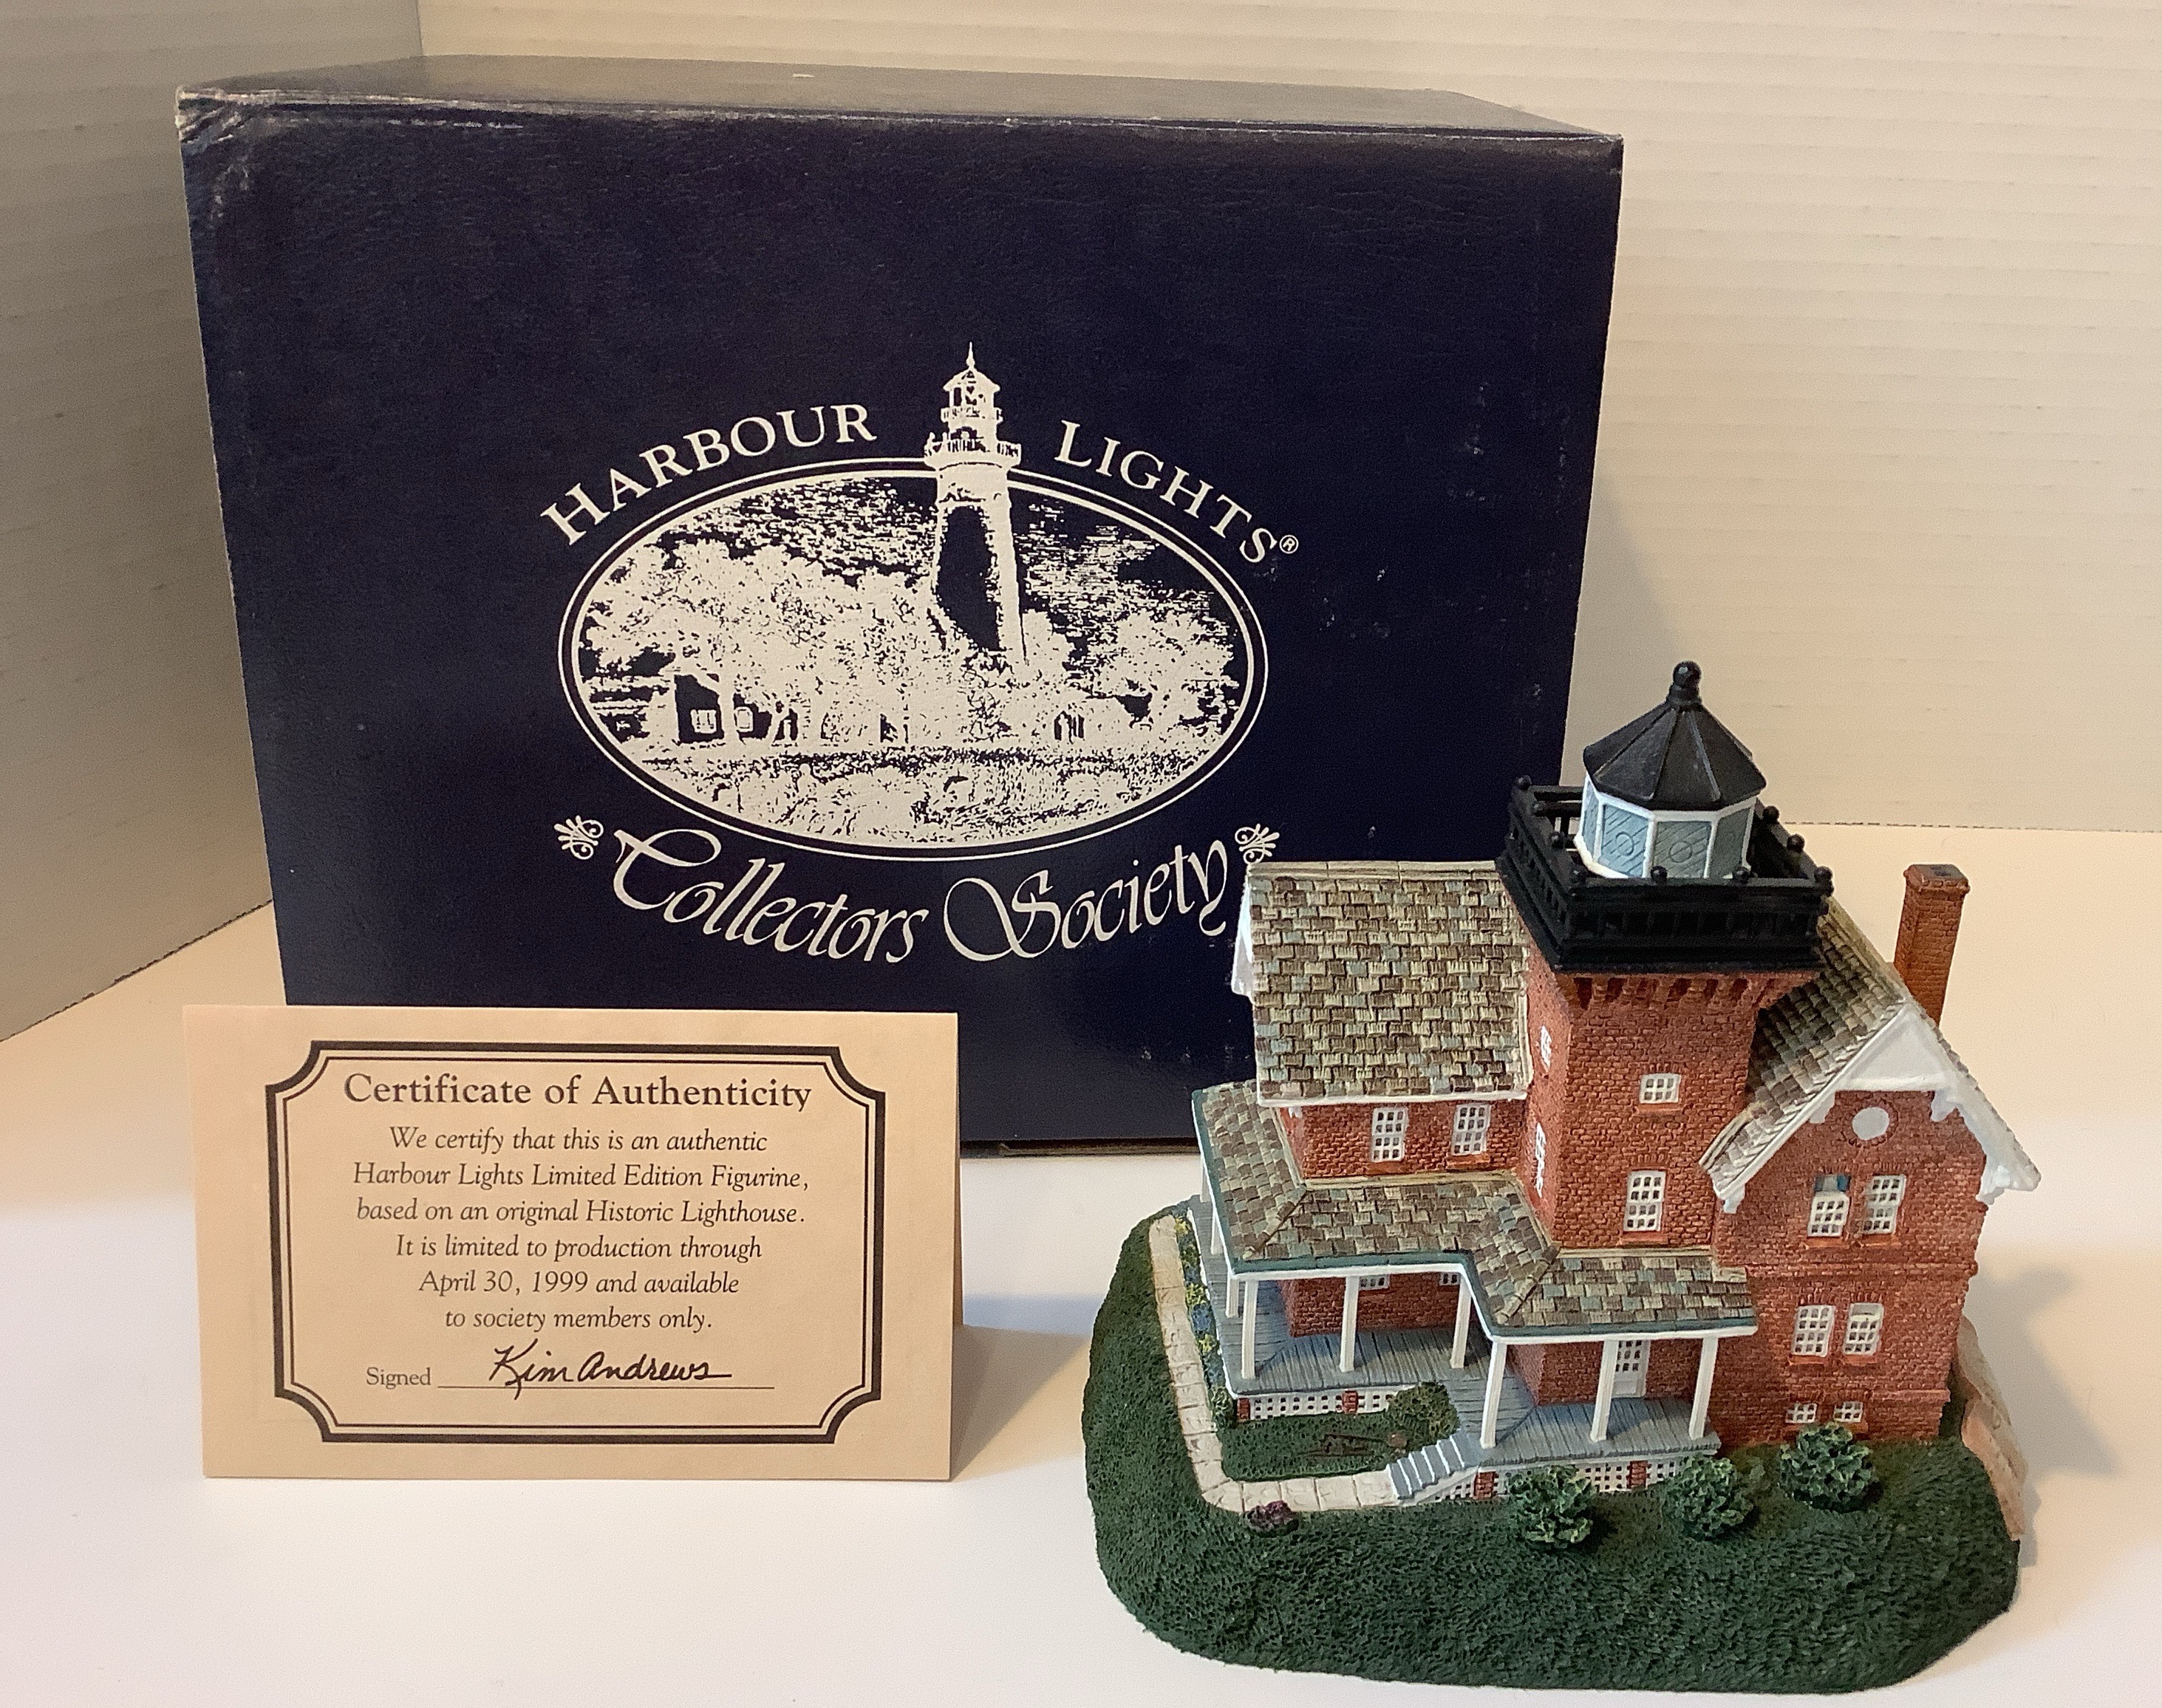 HARBOUR LIGHTS®
Collectors Society
Certificate of Authenticity
We certify that this is an authentic
Harbour Lights Limited Edition Figurine,
based on an original Historic Lighthouse.
It is limited to production through
April 30, 1999 and available
to society members only.
Signed Kim Andrews